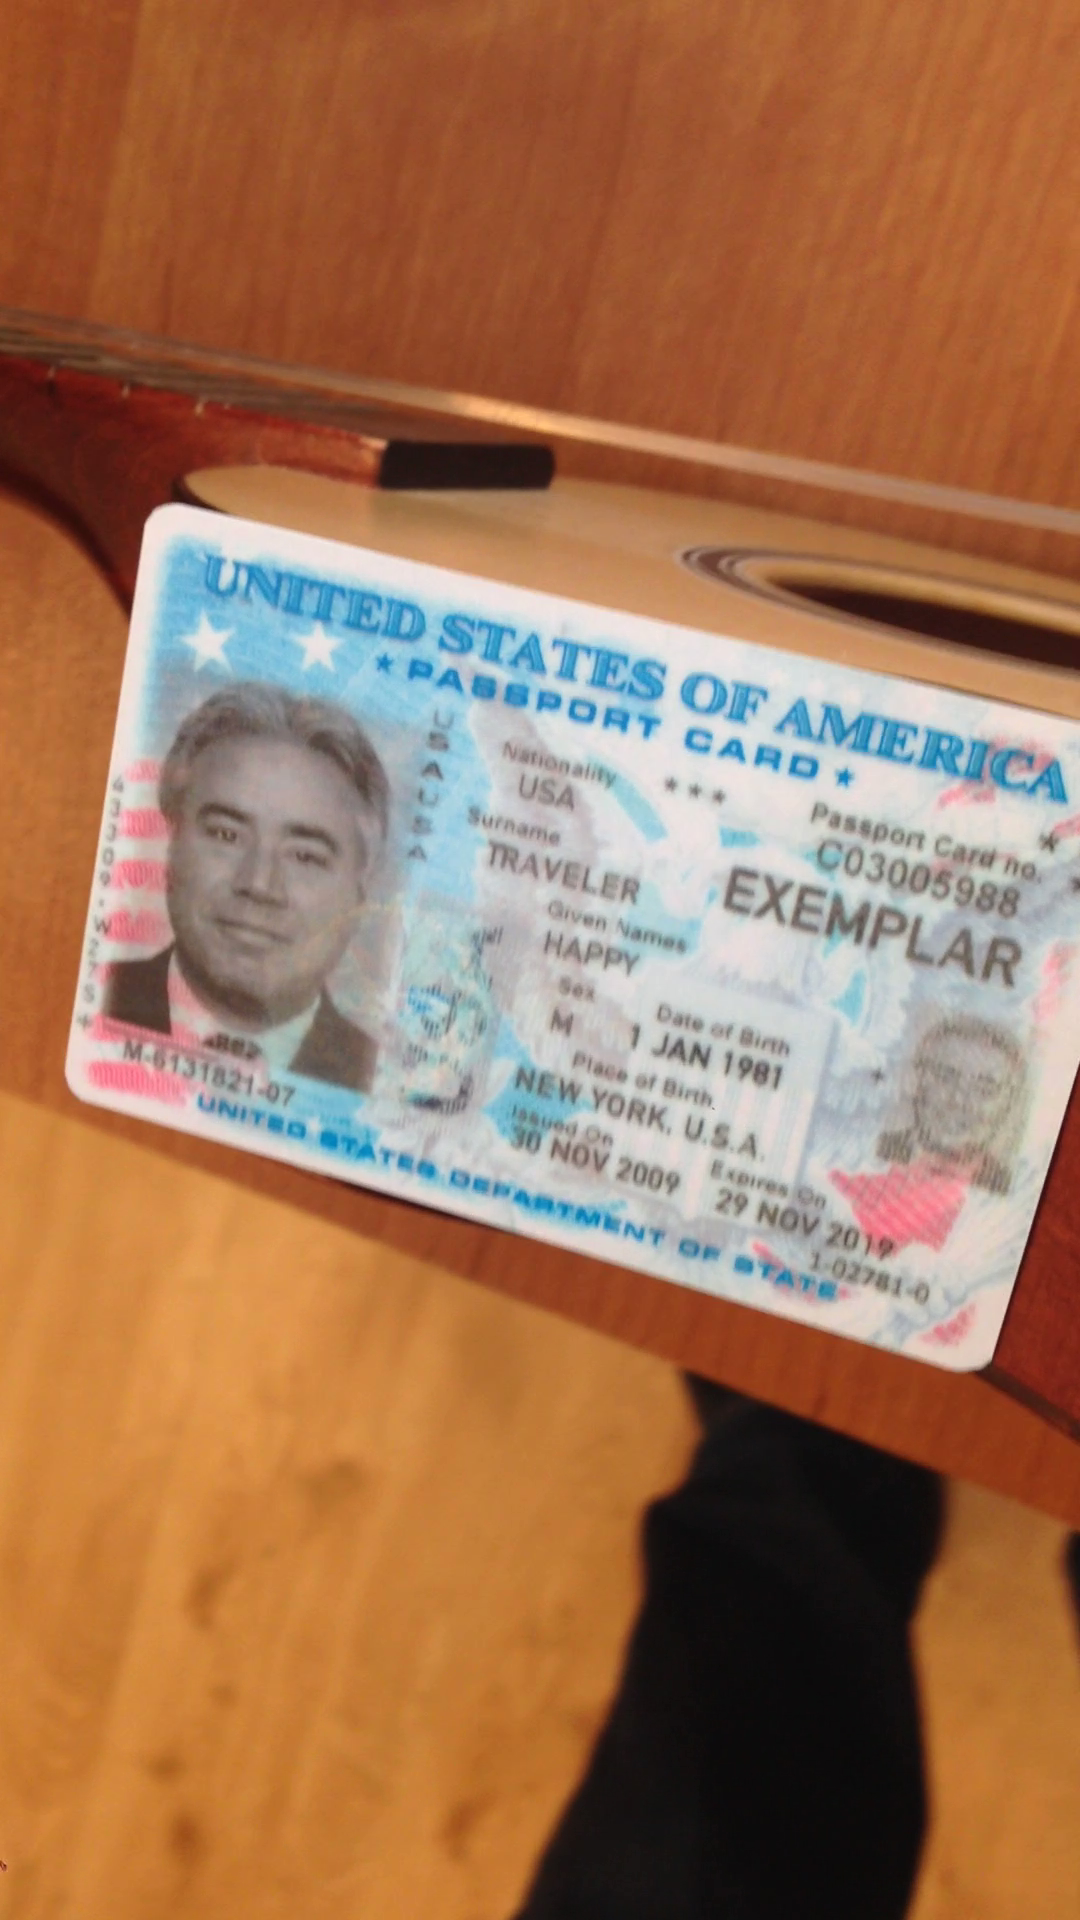 UNITED STATES OF AMERICA
★ PASSPORT CARD ★
USAUSA
Nationality
USA
***
Passport Card no.
C03005988
Surname
TRAVELER
EXEMPLAR
Given Names
HAPPY
Sex
M
Date of Birth
1 JAN 1981
Place of Birth
NEW YORK, U.S.A.
Issued On
30 NOV 2009
Expires On
29 NOV 2019
1-02781-0
M-6131821-07
UNITED STATES DEPARTMENT OF STATE